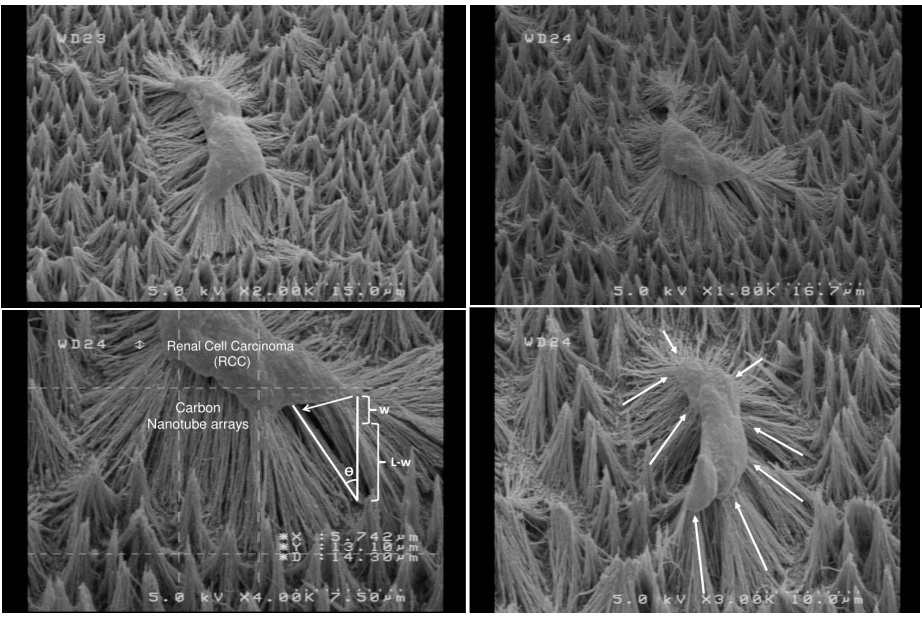 WD23
5.0 kV X2.00K 15.0µm
WD24
5.0 kV X1.80K 16.7µm
WD24
Renal Cell Carcinoma
(RCC)
Carbon
Nanotube arrays
w
L-w
Θ
*X :5.742µm
*Y :13.10µm
*D :14.30µm
5.0 kV X4.00K 7.50µm
WD24
5.0 kV X3.00K 10.0µm